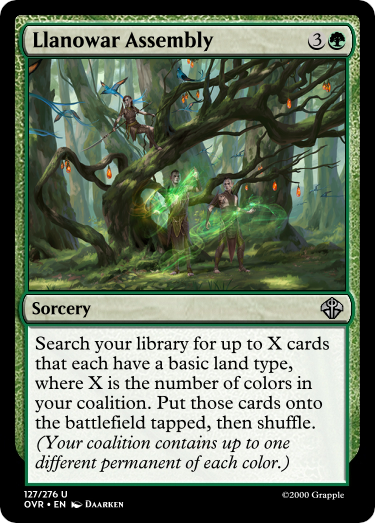 Llanowar Assembly 3
Sorcery
Search your library for up to X cards
that each have a basic land type,
where X is the number of colors in
your coalition. Put those cards onto
the battlefield tapped, then shuffle.
(Your coalition contains up to one
different permanent of each color.)
127/276 U
OVR • EN Daarken
©2000 Grapple